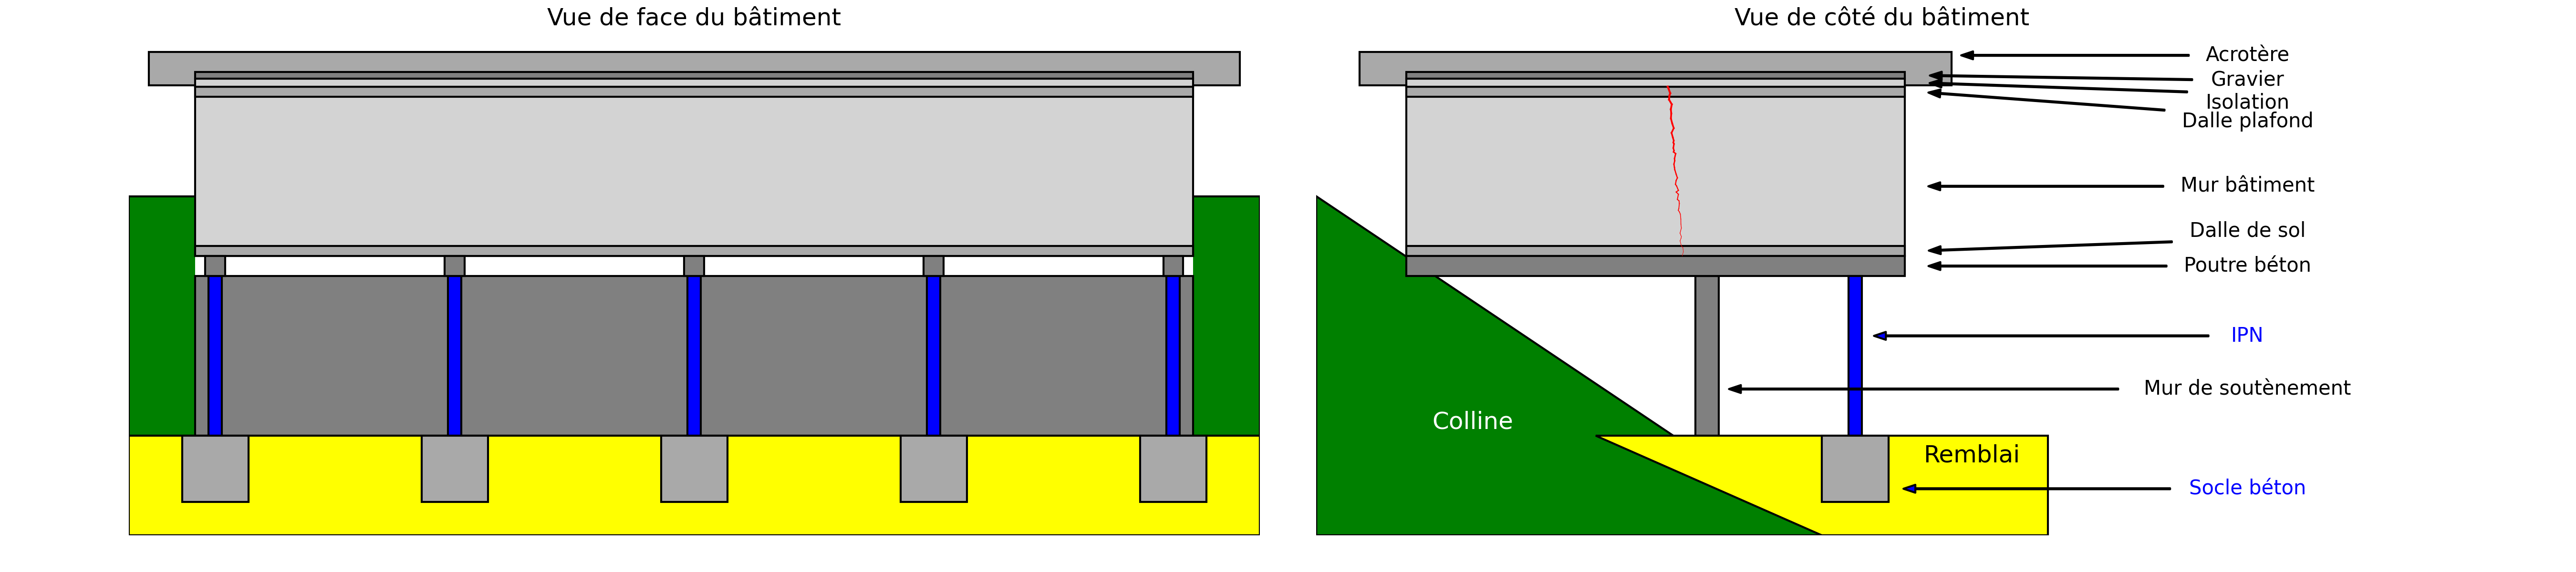 Vue de face du bâtiment
Vue de côté du bâtiment
Acrotère
Gravier
Isolation
Dalle plafond
Mur bâtiment
Dalle de sol
Poutre béton
IPN
Mur de soutènement
Colline
Remblai
Socle béton